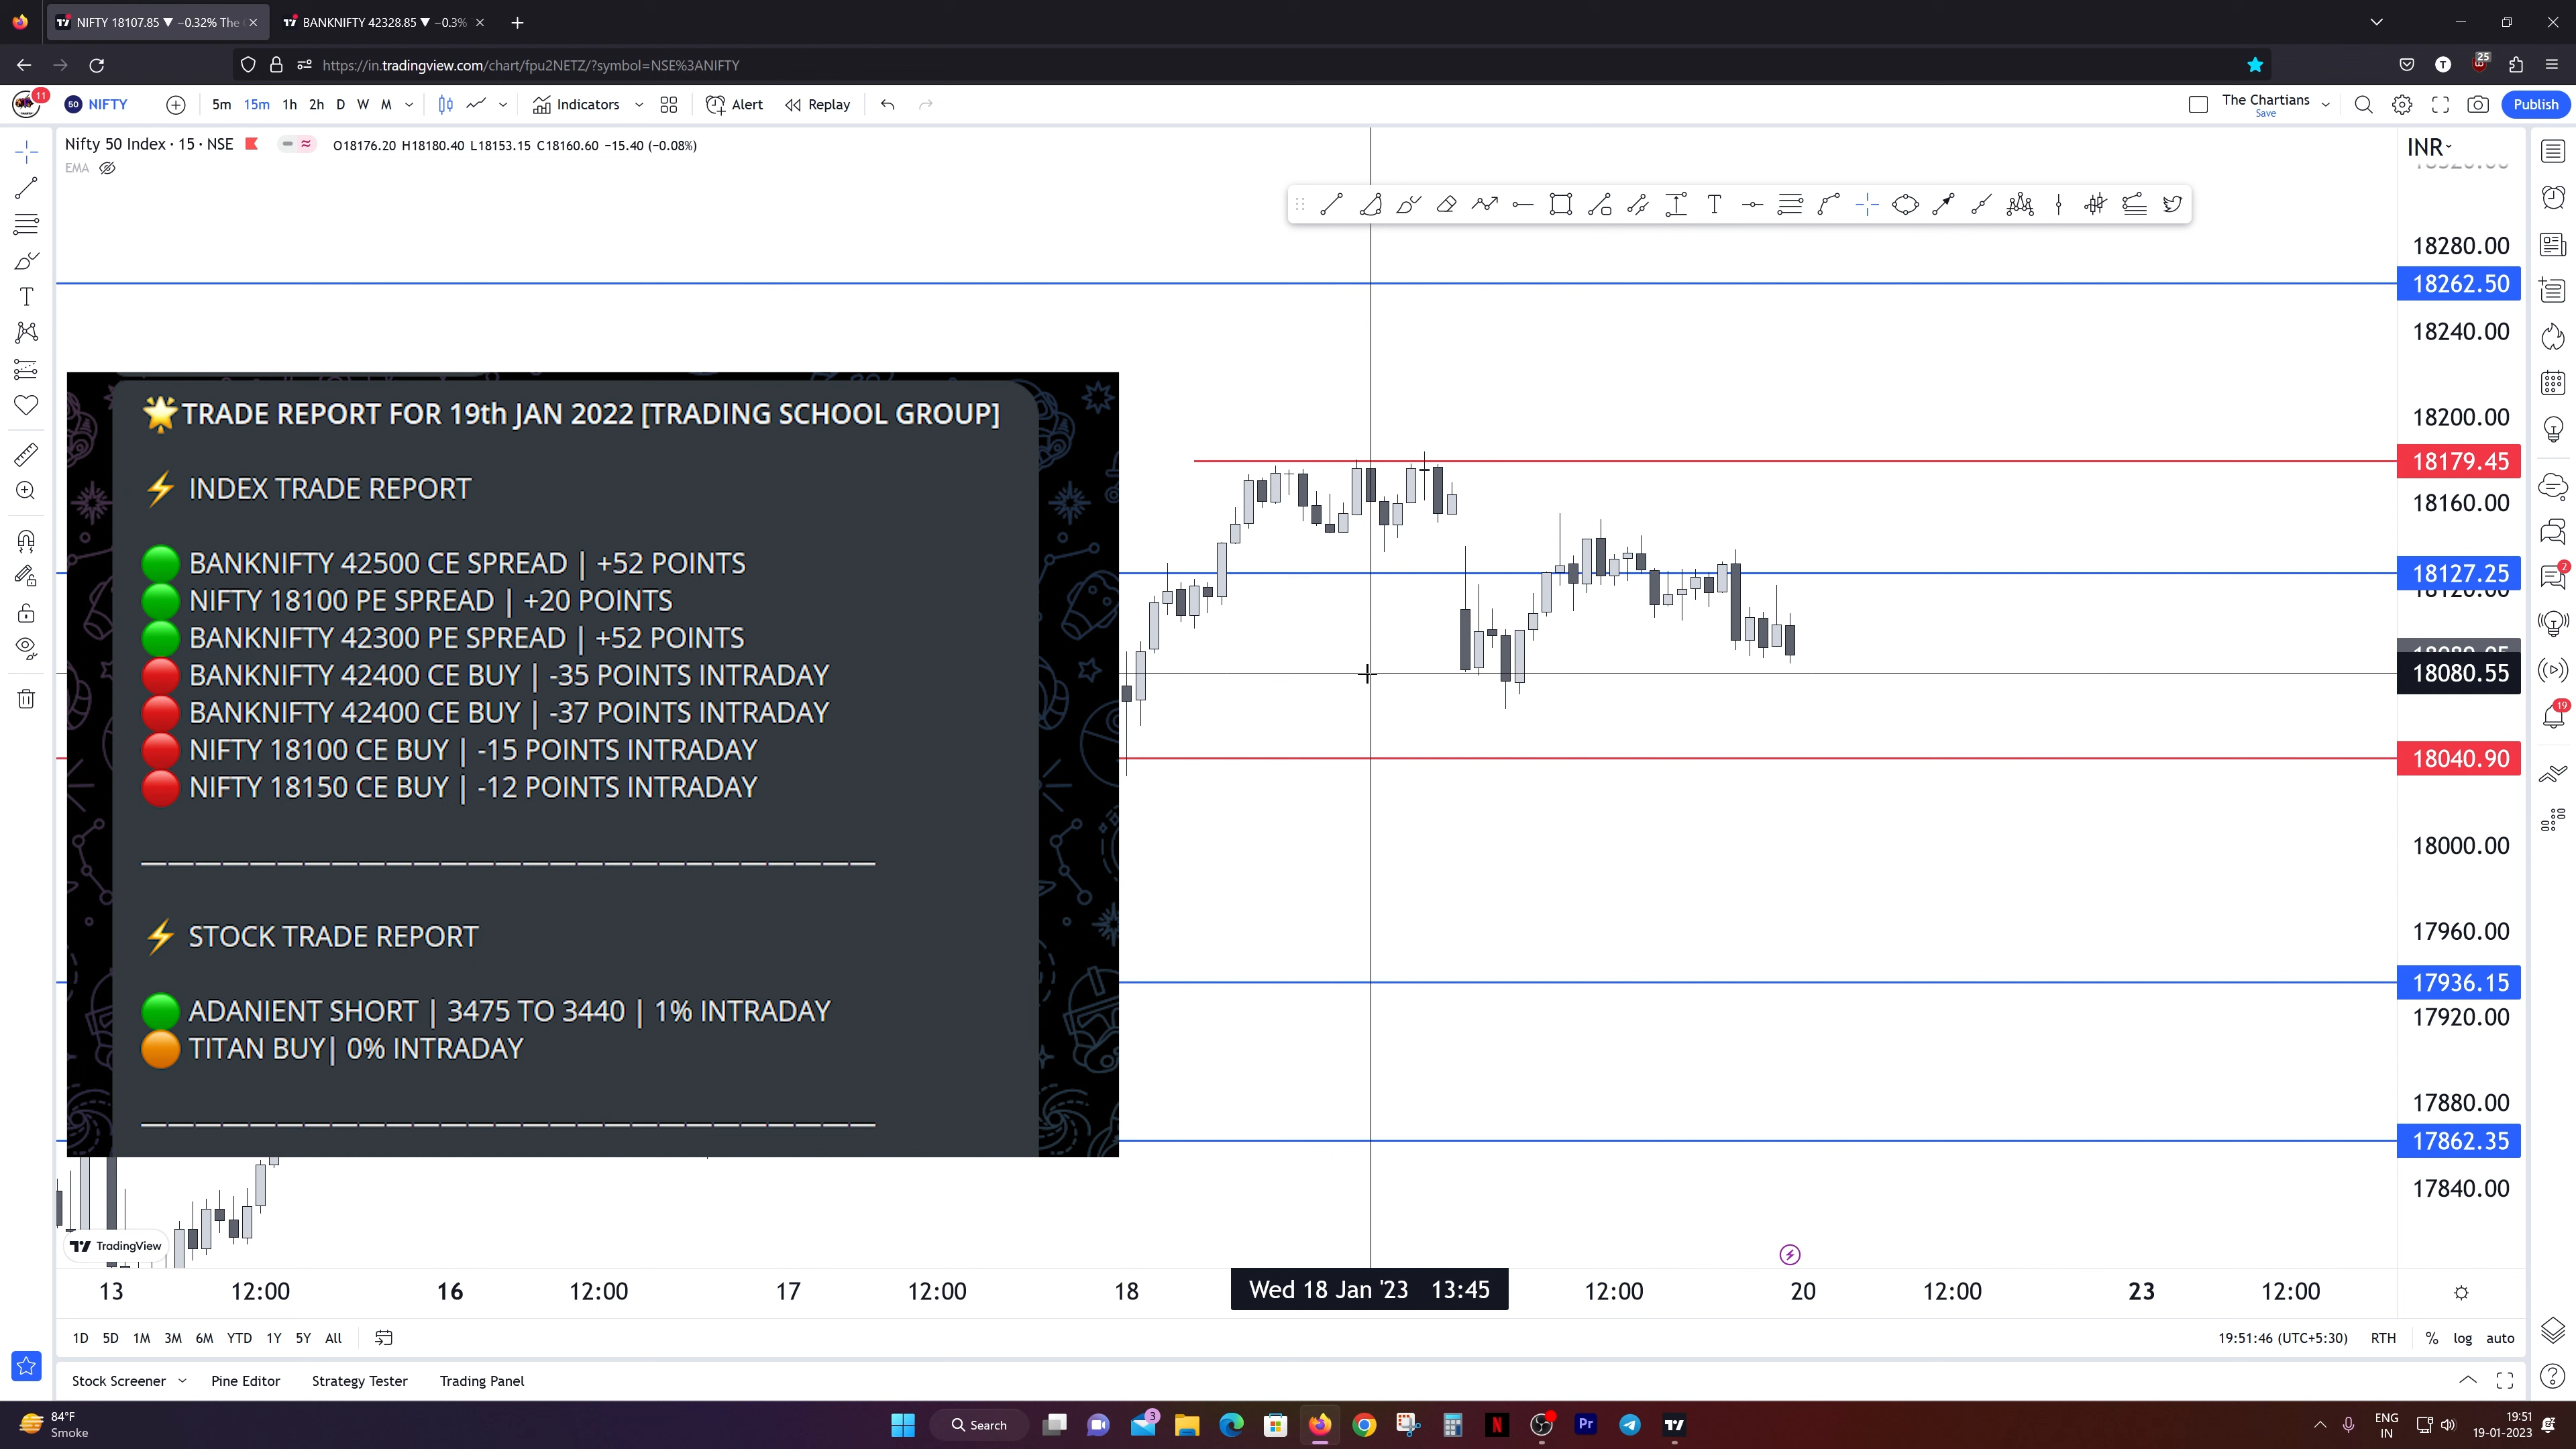 NIFTY 18107.85 ▼ −0.32% The
BANKNIFTY 42328.85 ▼ −0.3%
https://in.tradingview.com/chart/fpu2NETZ/?symbol=NSE%3ANIFTY
25
11
50 NIFTY
5m 15m 1h 2h D W M
Indicators
Alert
Replay
The Chartians
Save
Publish
Nifty 50 Index · 15 · NSE
O18176.20 H18180.40 L18153.15 C18160.60 −15.40 (−0.08%)
EMA
INR
18280.00
18262.50
18240.00
18200.00
18179.45
18160.00
18127.25
18120.00
18080.55
18040.90
18000.00
17960.00
17936.15
17920.00
17880.00
17862.35
17840.00
2
19
🌟TRADE REPORT FOR 19th JAN 2022 [TRADING SCHOOL GROUP]
⚡ INDEX TRADE REPORT
🟢 BANKNIFTY 42500 CE SPREAD | +52 POINTS
🟢 NIFTY 18100 PE SPREAD | +20 POINTS
🟢 BANKNIFTY 42300 PE SPREAD | +52 POINTS
🔴 BANKNIFTY 42400 CE BUY | -35 POINTS INTRADAY
🔴 BANKNIFTY 42400 CE BUY | -37 POINTS INTRADAY
🔴 NIFTY 18100 CE BUY | -15 POINTS INTRADAY
🔴 NIFTY 18150 CE BUY | -12 POINTS INTRADAY
⚡ STOCK TRADE REPORT
🟢 ADANIENT SHORT | 3475 TO 3440 | 1% INTRADAY
🟠 TITAN BUY| 0% INTRADAY
TradingView
13 12:00 16 12:00 17 12:00 18 Wed 18 Jan '23 13:45 12:00 20 12:00 23 12:00
1D 5D 1M 3M 6M YTD 1Y 5Y All
19:51:46 (UTC+5:30) RTH % log auto
Stock Screener Pine Editor Strategy Tester Trading Panel
84°F
Smoke
Search
3
Pr
ENG
IN
19:51
19-01-2023